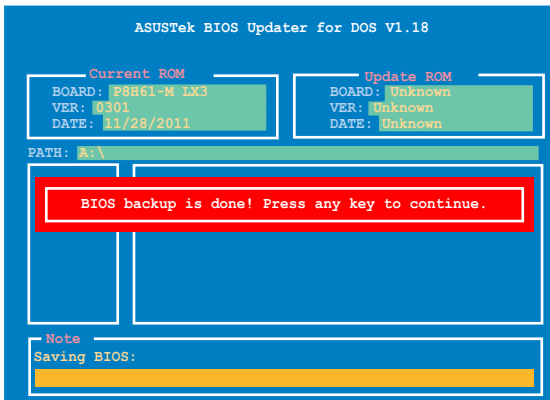 ASUSTek BIOS Updater for DOS V1.18
Current ROM
BOARD: P8H61-M LX3
VER: 0301
DATE: 11/28/2011
Update ROM
BOARD: Unknown
VER: Unknown
DATE: Unknown
PATH: A:\
BIOS backup is done! Press any key to continue.
Note
Saving BIOS: